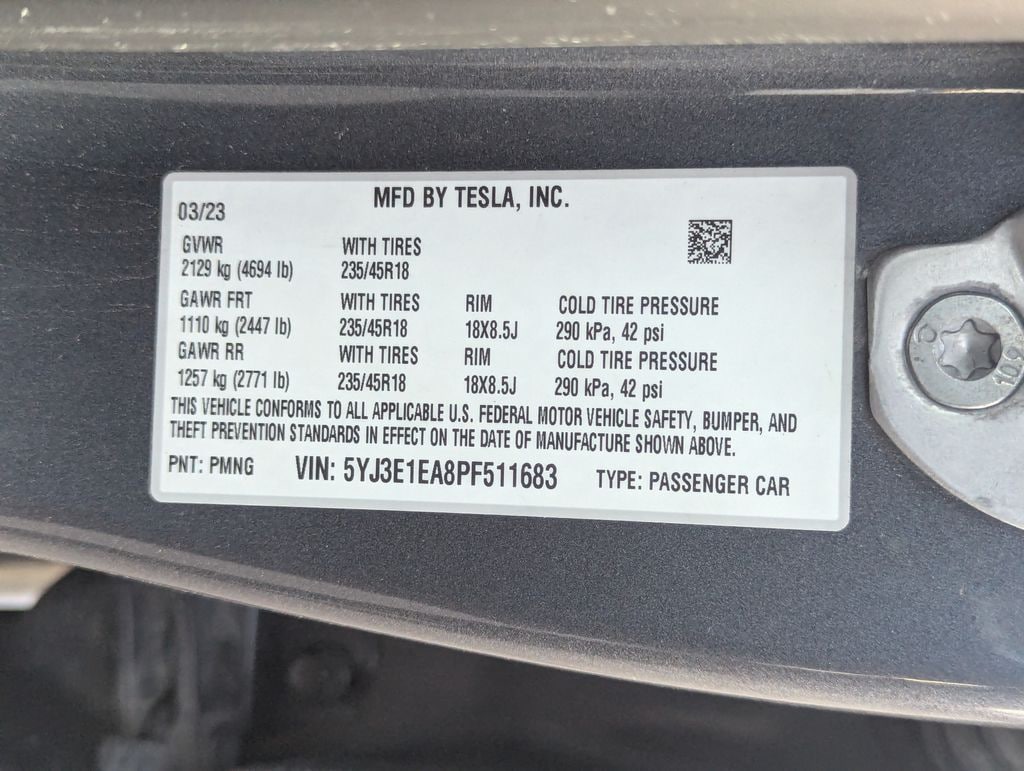 MFD BY TESLA, INC.
03/23
GVWR WITH TIRES
2129 kg (4694 lb) 235/45R18
GAWR FRT WITH TIRES RIM COLD TIRE PRESSURE
1110 kg (2447 lb) 235/45R18 18X8.5J 290 kPa, 42 psi
GAWR RR WITH TIRES RIM COLD TIRE PRESSURE
1257 kg (2771 lb) 235/45R18 18X8.5J 290 kPa, 42 psi
THIS VEHICLE CONFORMS TO ALL APPLICABLE U.S. FEDERAL MOTOR VEHICLE SAFETY, BUMPER, AND
THEFT PREVENTION STANDARDS IN EFFECT ON THE DATE OF MANUFACTURE SHOWN ABOVE.
PNT: PMNG VIN: 5YJ3E1EA8PF511683 TYPE: PASSENGER CAR